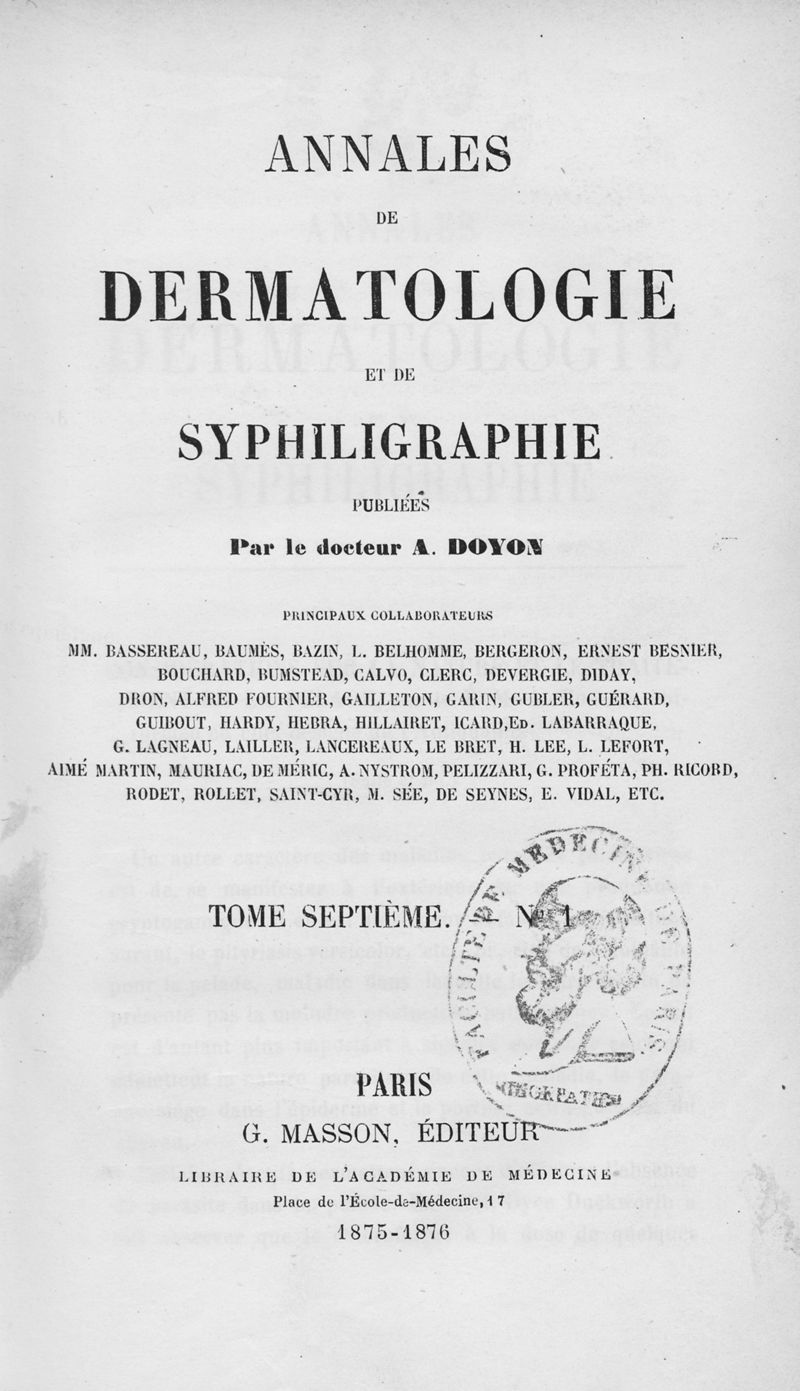 ANNALES
DE
DERMATOLOGIE
ET DE
SYPHILIGRAPHIE
PUBLIÉES
Par le docteur A. DOYON
PRINCIPAUX COLLABORATEURS
MM. BASSEREAU, BAUMÈS, BAZIN, L. BELHOMME, BERGERON, ERNEST BESNIER,
BOUCHARD, BUMSTEAD, CALVO, CLERC, DEVERGIE, DIDAY,
DRON, ALFRED FOURNIER, GAILLETON, GARIN, GUBLER, GUÉRARD,
GUIBOUT, HARDY, HEBRA, HILLAIRET, ICARD, ED. LABARRAQUE,
G. LAGNEAU, LAILLER, LANCEREAUX, LE BRET, H. LEE, L. LEFORT,
AIMÉ MARTIN, MAURIAC, DE MÉRIC, A. NYSTROM, PELIZZARI, G. PROFÉTA, PH. RICORD,
RODET, ROLLET, SAINT-CYR, M. SÉE, DE SEYNES, E. VIDAL, ETC.
TOME SEPTIÈME. — N° 1
FACULTÉ DE MÉDECINE
PARIS
G. MASSON, ÉDITEUR
LIBRAIRE DE L'ACADÉMIE DE MÉDECINE
Place de l'École-de-Médecine, 17
1875-1876